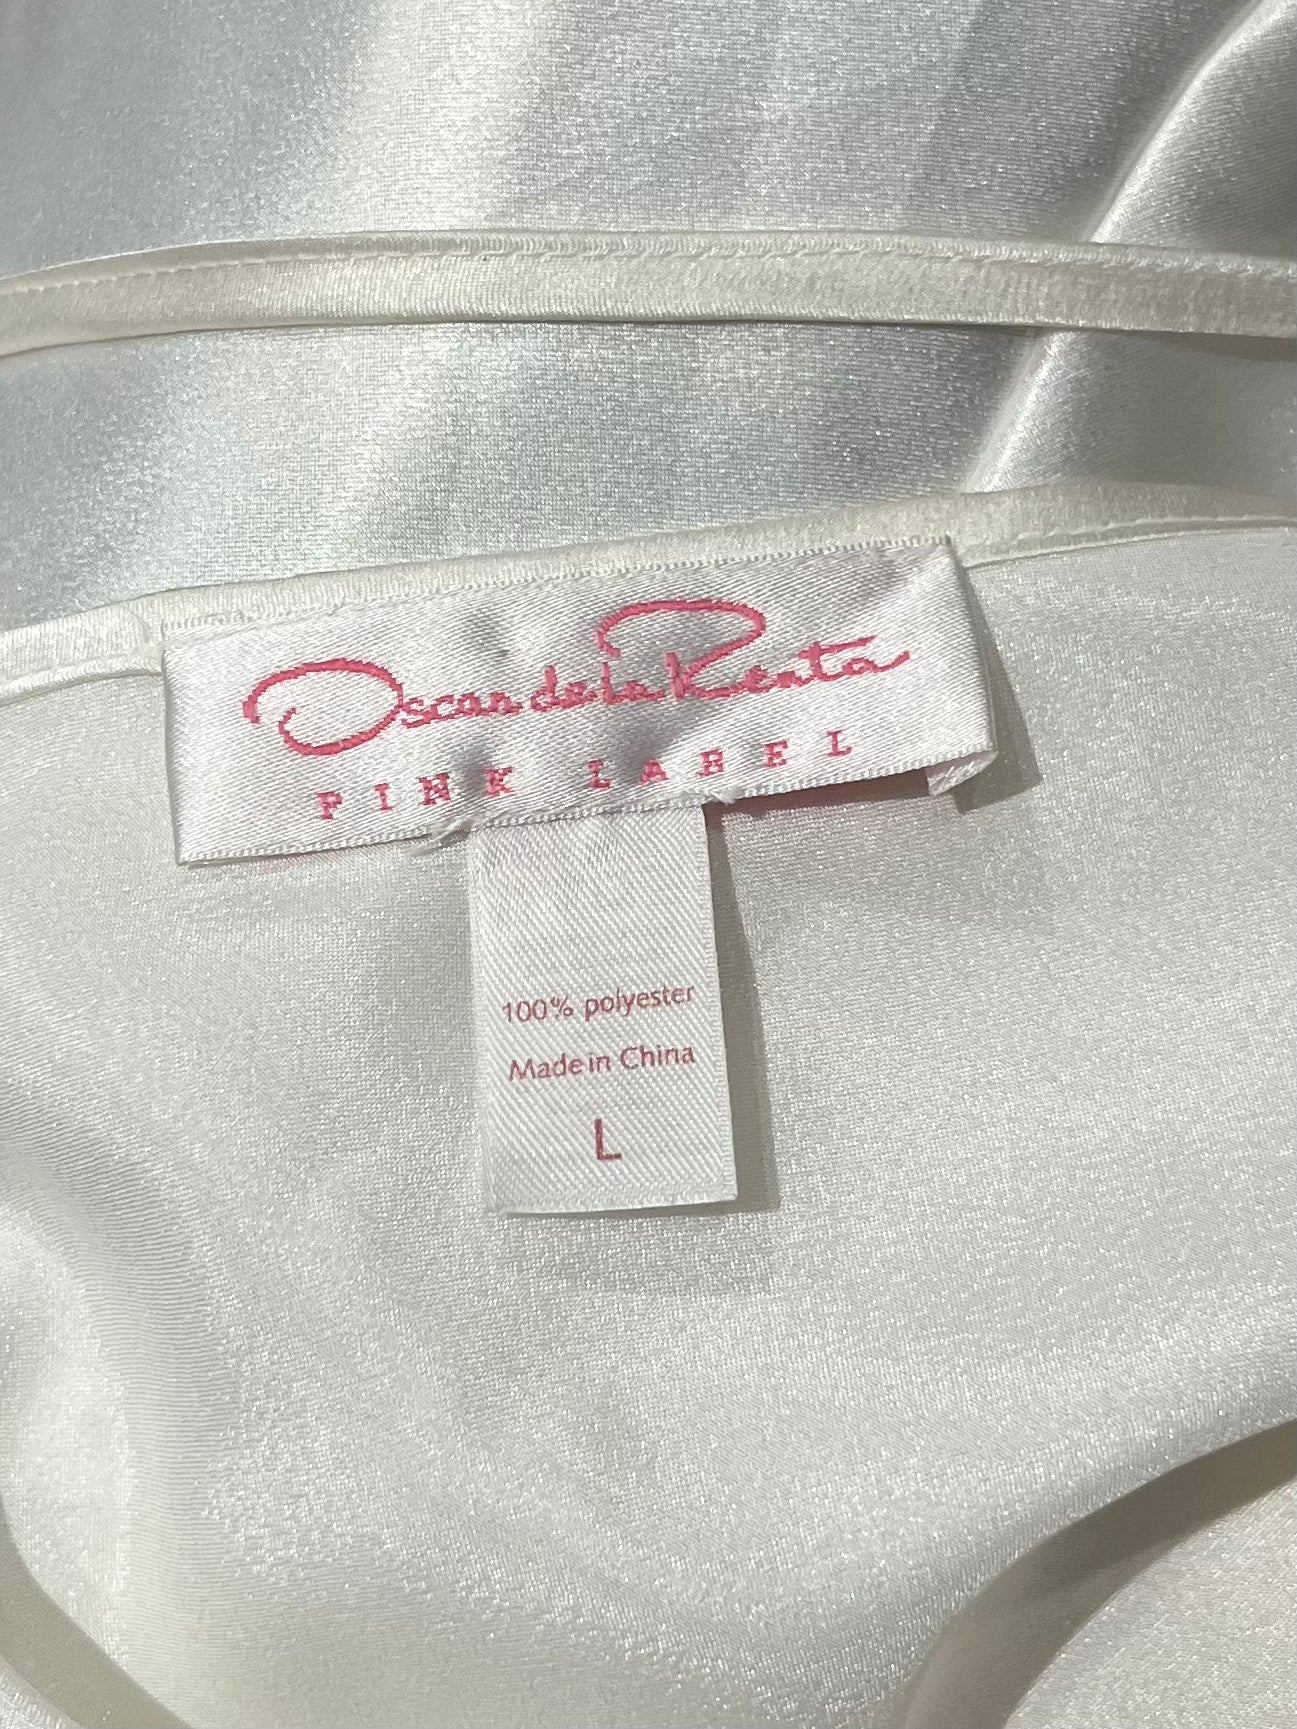 Oscar de la Renta
PINK LABEL
100% polyester
Made in China
L